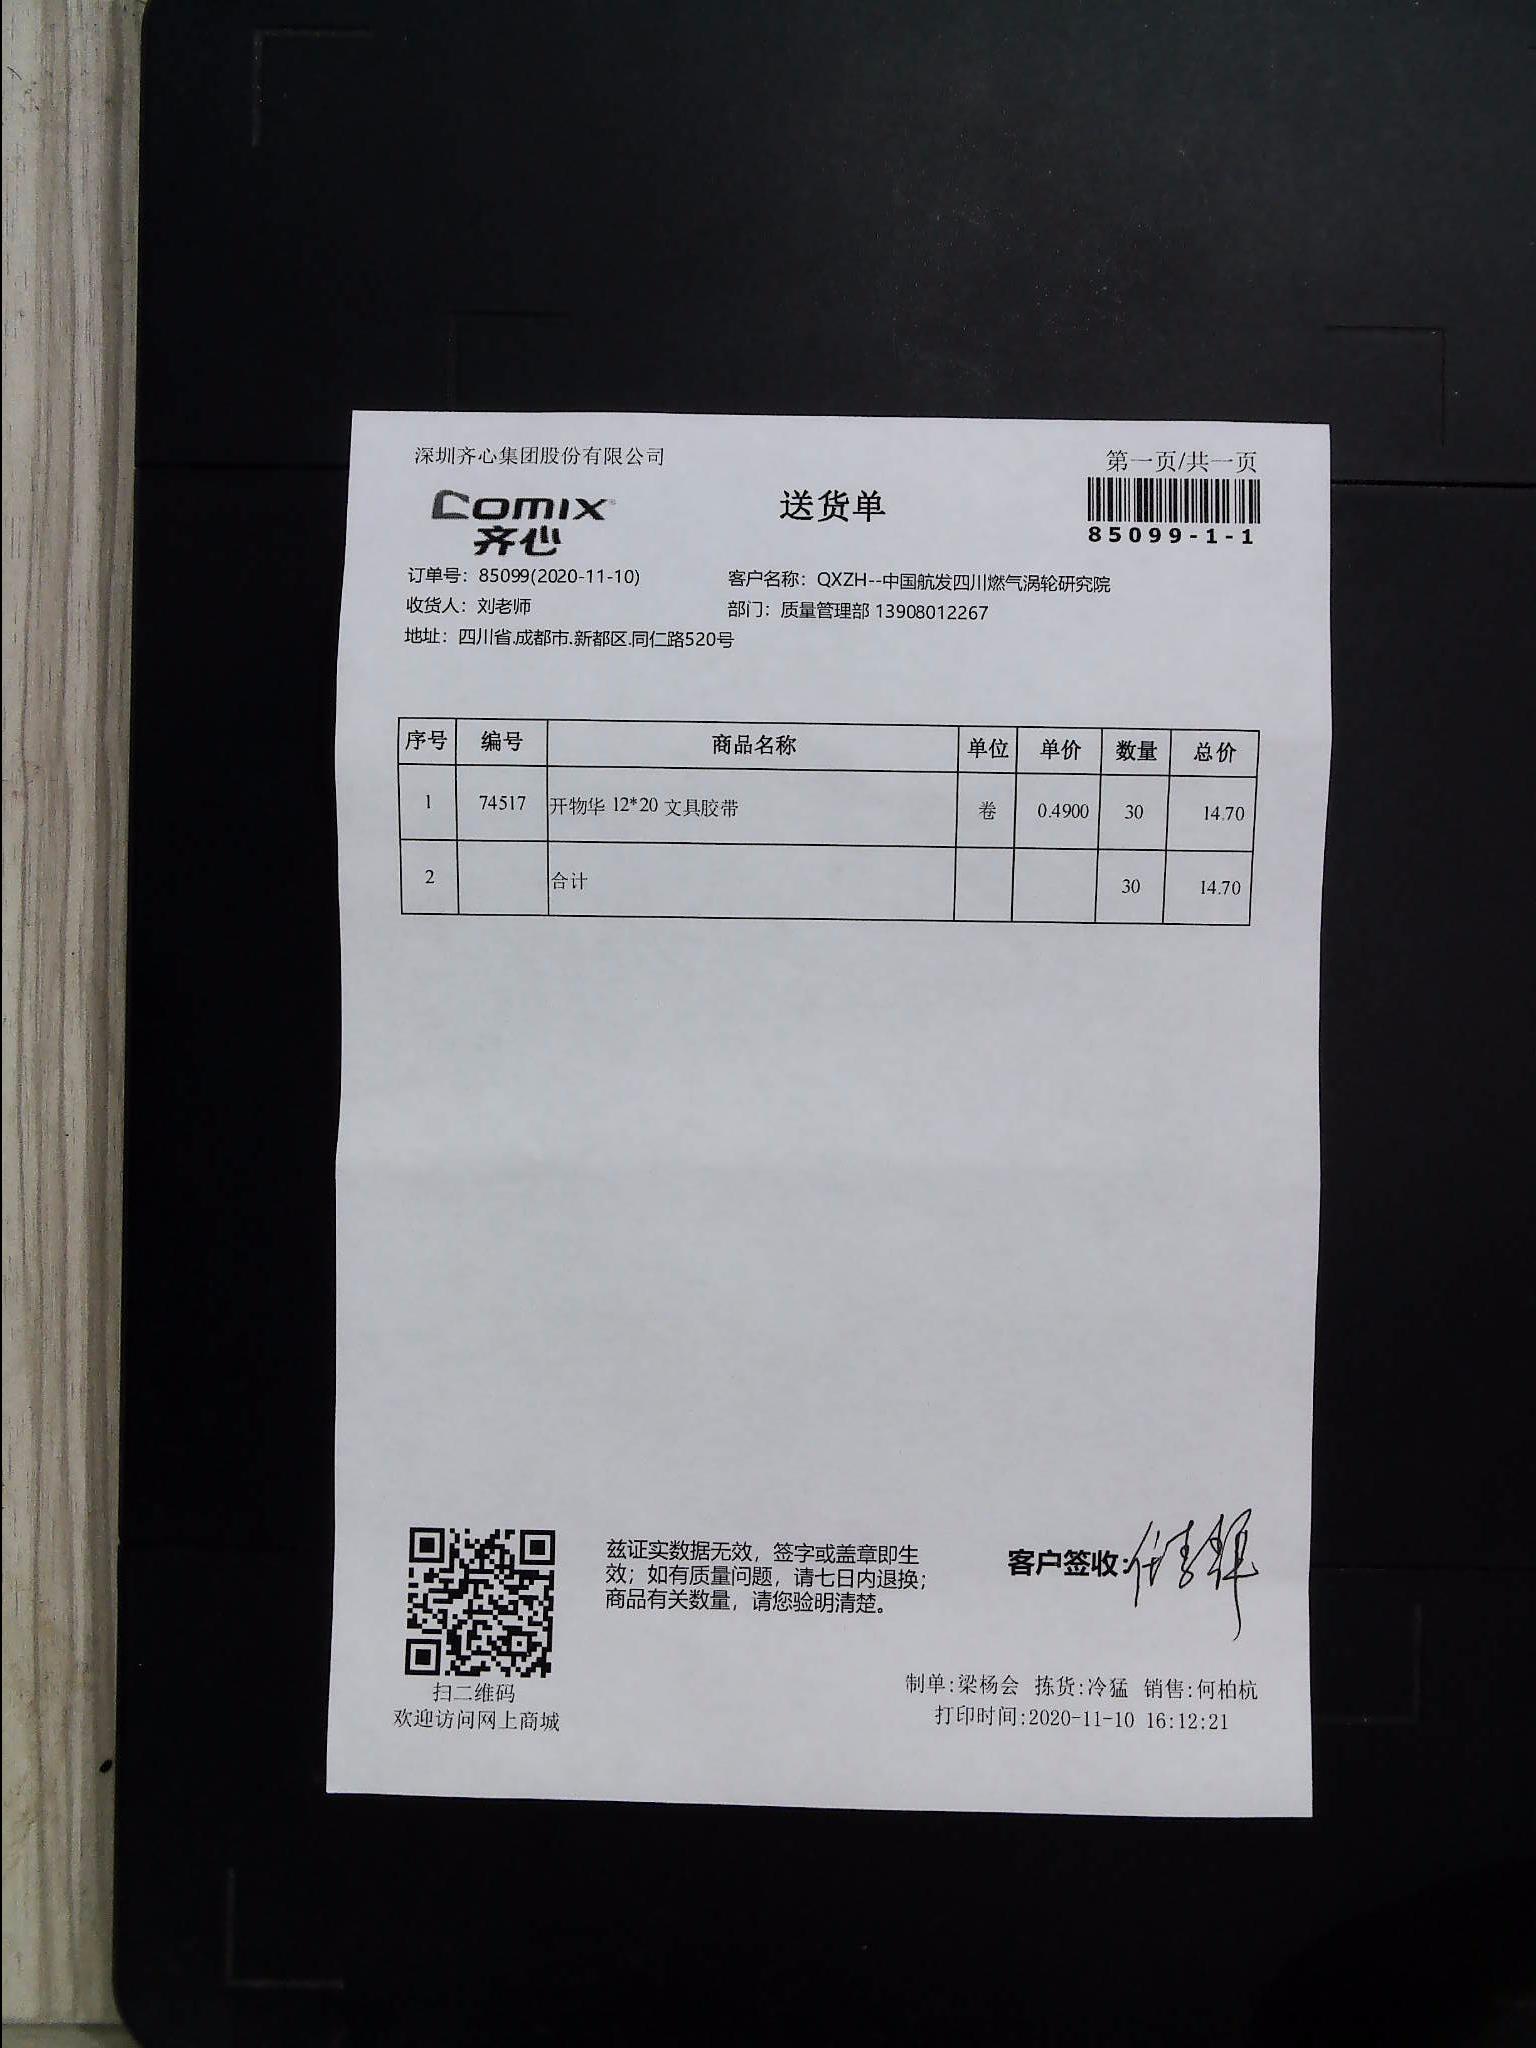 深圳齐心集团股份有限公司
第一页/共一页
comix
齐心
送货单
85099-1-1
订单号：85099(2020-11-10)
客户名称：QXZH--中国航发四川燃气涡轮研究院
收货人：刘老师
部门：质量管理部 13908012267
地址：四川省.成都市.新都区.同仁路520号
序号 编号 商品名称 单位 单价 数量 总价
1 74517 开物华 12*20 文具胶带 卷 0.4900 30 14.70
2 合计 30 14.70
兹证实数据无效，签字或盖章即生
效；如有质量问题，请七日内退换；
商品有关数量，请您验明清楚。
客户签收:
扫二维码
欢迎访问网上商城
制单:梁杨会 拣货:冷猛 销售:何柏杭
打印时间:2020-11-10 16:12:21